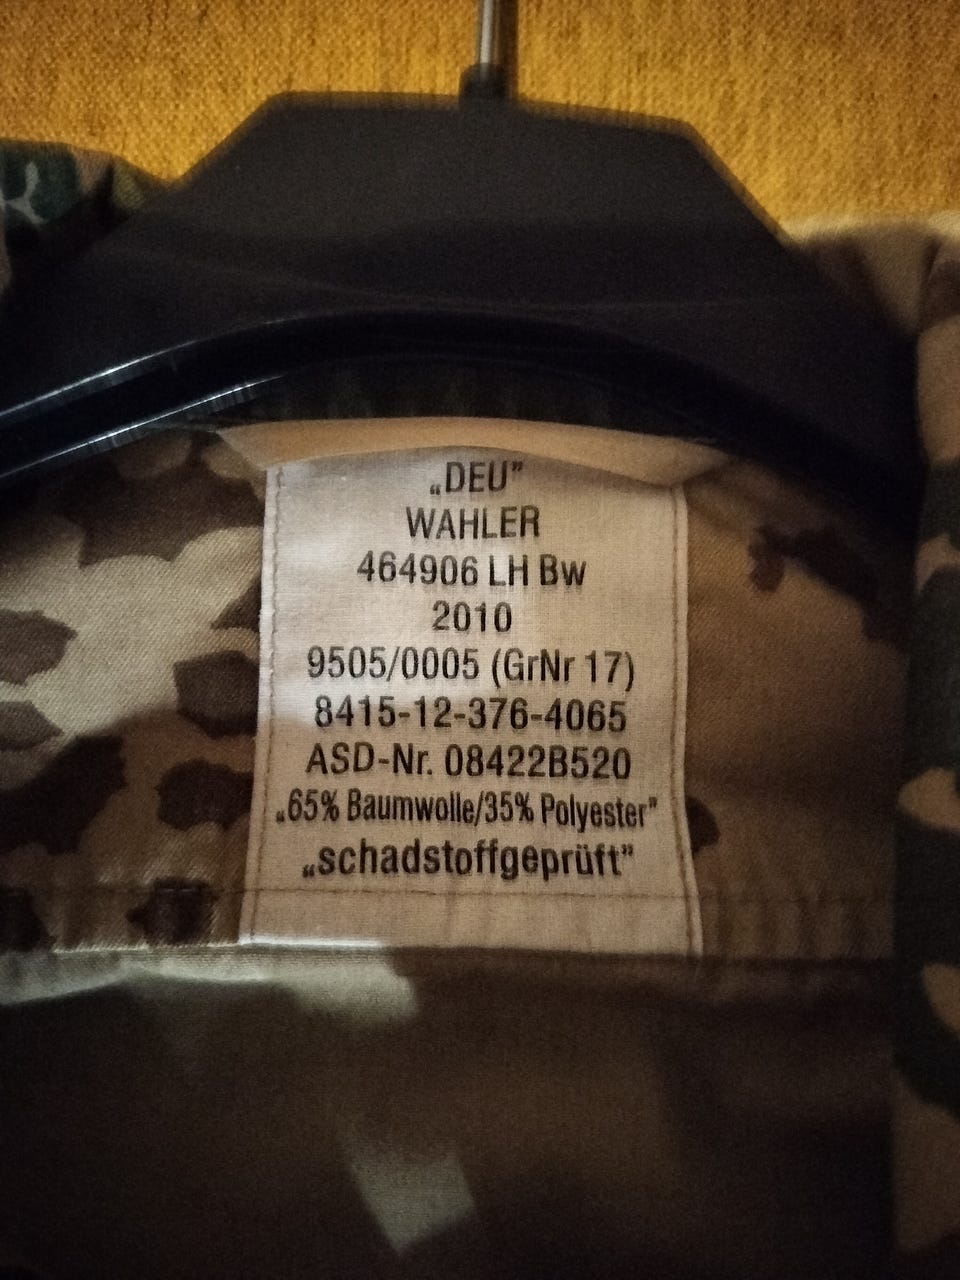 „DEU”
WAHLER
464906 LH Bw
2010
9505/0005 (GrNr 17)
8415-12-376-4065
ASD-Nr. 08422B520
„65% Baumwolle/35% Polyester”
„schadstoffgeprüft”